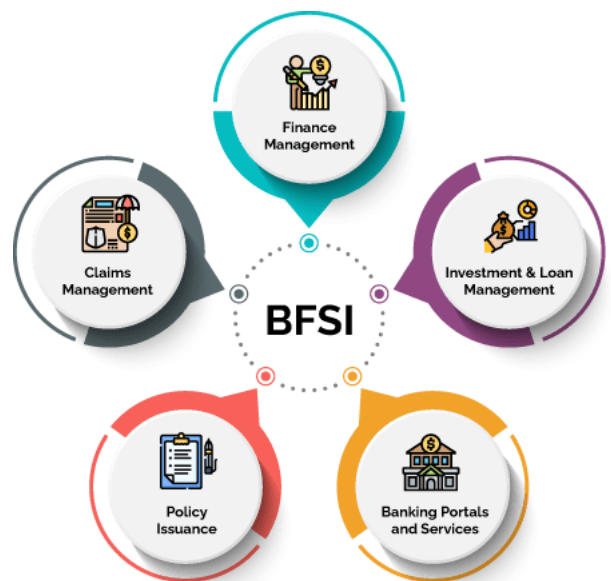 Finance
Management
Claims
Management
Investment & Loan
Management
BFSI
Policy
Issuance
Banking Portals
and Services